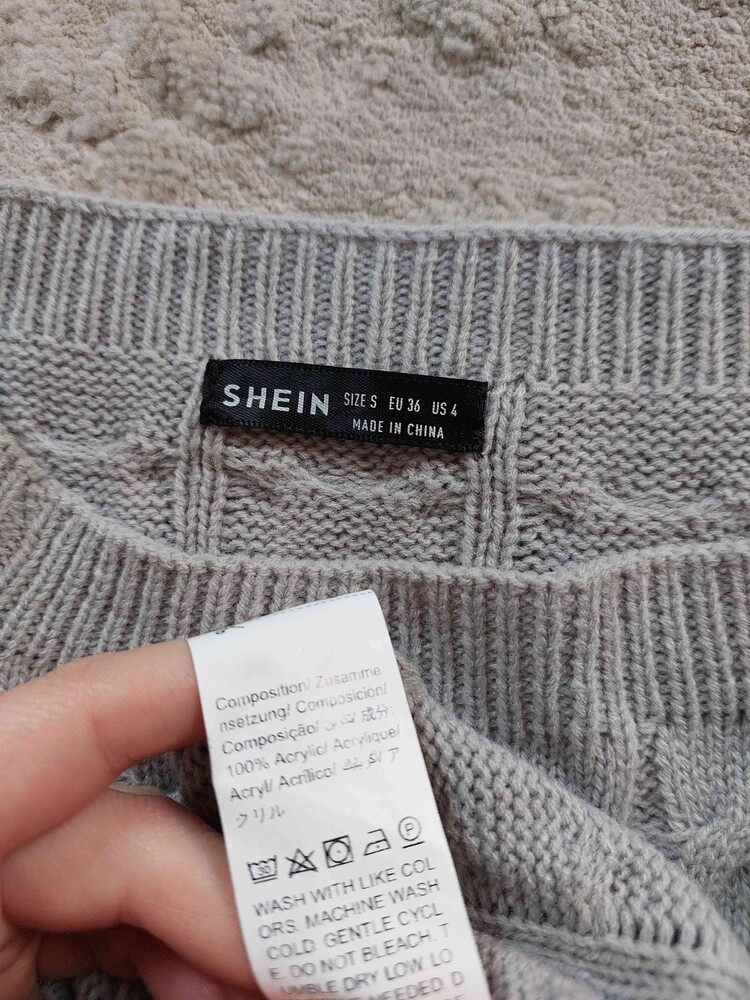 SHEIN SIZE S EU 36 US 4
MADE IN CHINA
Composition/ Zusamme
nsetzung/ Composición/
Composição/ 成分
100% Acrylic/ Acrylique/
Acryl/ Acrílico/ أكريليك ア
クリル
30 P
WASH WITH LIKE COL
ORS. MACHINE WASH
COLD. GENTLE CYCL
E. DO NOT BLEACH. T
UMBLE DRY LOW LO
NEEDED. D